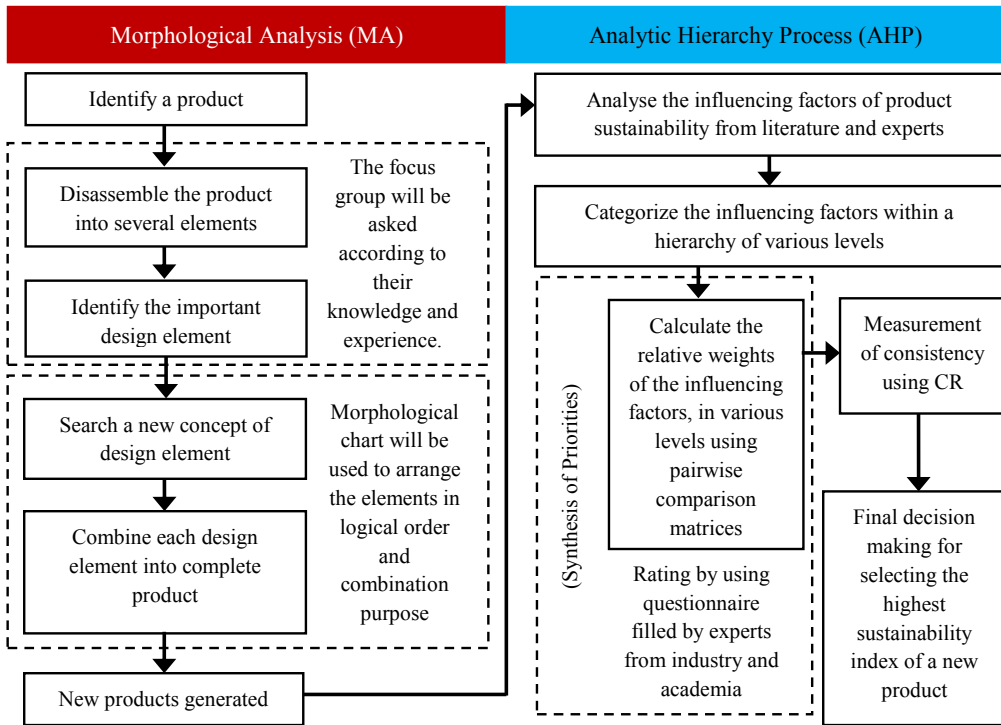 Morphological Analysis (MA)
Analytic Hierarchy Process (AHP)
Identify a product
Disassemble the product
into several elements
Identify the important
design element
The focus
group will be
asked
according to
their
knowledge and
experience.
Search a new concept of
design element
Combine each design
element into complete
product
Morphological
chart will be
used to arrange
the elements in
logical order
and
combination
purpose
New products generated
Analyse the influencing factors of product
sustainability from literature and experts
Categorize the influencing factors within a
hierarchy of various levels
(Synthesis of Priorities)
Calculate the
relative weights
of the influencing
factors, in various
levels using
pairwise
comparison
matrices
Rating by using
questionnaire
filled by experts
from industry and
academia
Measurement
of consistency
using CR
Final decision
making for
selecting the
highest
sustainability
index of a new
product